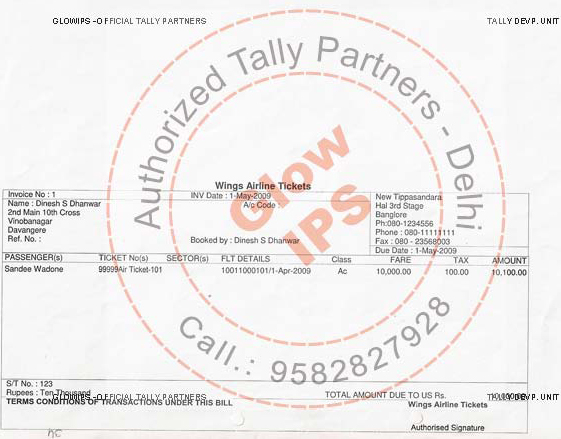 GLOWIPS -OFFICIAL TALLY PARTNERS
TALLY DEVP. UNIT
Authorized Tally Partners - Delhi
Glow
IPS
Call.: 9582827928
Wings Airline Tickets
Invoice No : 1 INV Date : 1-May-2009 New Tippasandara
Name : Dinesh S Dhanwar A/c Code : Hal 3rd Stage
2nd Main 10th Cross Banglore
Vinobanagar Ph:080-1234556
Davangere Phone : 080-11111111
Ref. No. : Booked by : Dinesh S Dhanwar Fax : 080 - 23568003
Due Date : 1-May-2009
PASSENGER(s) TICKET No(s) SECTOR(s) FLT DETAILS Class FARE TAX AMOUNT
Sandee Wadone 99999Air Ticket-101 10011000101/1-Apr-2009 Ac 10,000.00 100.00 10,100.00
S/T No. : 123
Rupees : Ten Thousand TOTAL AMOUNT DUE TO US Rs.
GLOWIPS -OFFICIAL TALLY PARTNERS TALLY DEVP. UNIT
TERMS CONDITIONS OF TRANSACTIONS UNDER THIS BILL Wings Airline Tickets
Authorised Signature